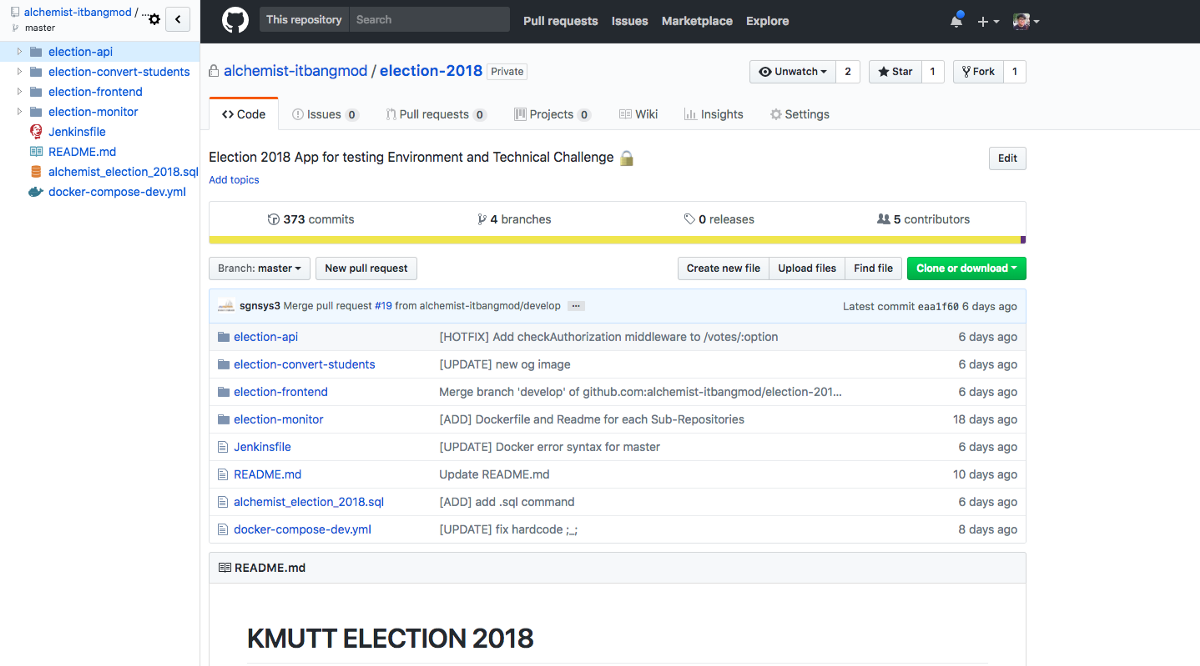 alchemist-itbangmod / ...
master
election-api
election-convert-students
election-frontend
election-monitor
Jenkinsfile
README.md
alchemist_election_2018.sql
docker-compose-dev.yml
This repository Search Pull requests Issues Marketplace Explore
alchemist-itbangmod / election-2018 Private
Unwatch 2 Star 1 Fork 1
Code Issues 0 Pull requests 0 Projects 0 Wiki Insights Settings
Election 2018 App for testing Environment and Technical Challenge 🔒
Edit
Add topics
373 commits 4 branches 0 releases 5 contributors
Branch: master New pull request Create new file Upload files Find file Clone or download
sgnsys3 Merge pull request #19 from alchemist-itbangmod/develop ... Latest commit eaa1f60 6 days ago
election-api [HOTFIX] Add checkAuthorization middleware to /votes/:option 6 days ago
election-convert-students [UPDATE] new og image 6 days ago
election-frontend Merge branch 'develop' of github.com:alchemist-itbangmod/election-201... 6 days ago
election-monitor [ADD] Dockerfile and Readme for each Sub-Repositories 18 days ago
Jenkinsfile [UPDATE] Docker error syntax for master 6 days ago
README.md Update README.md 10 days ago
alchemist_election_2018.sql [ADD] add .sql command 6 days ago
docker-compose-dev.yml [UPDATE] fix hardcode ;_; 8 days ago
README.md
KMUTT ELECTION 2018